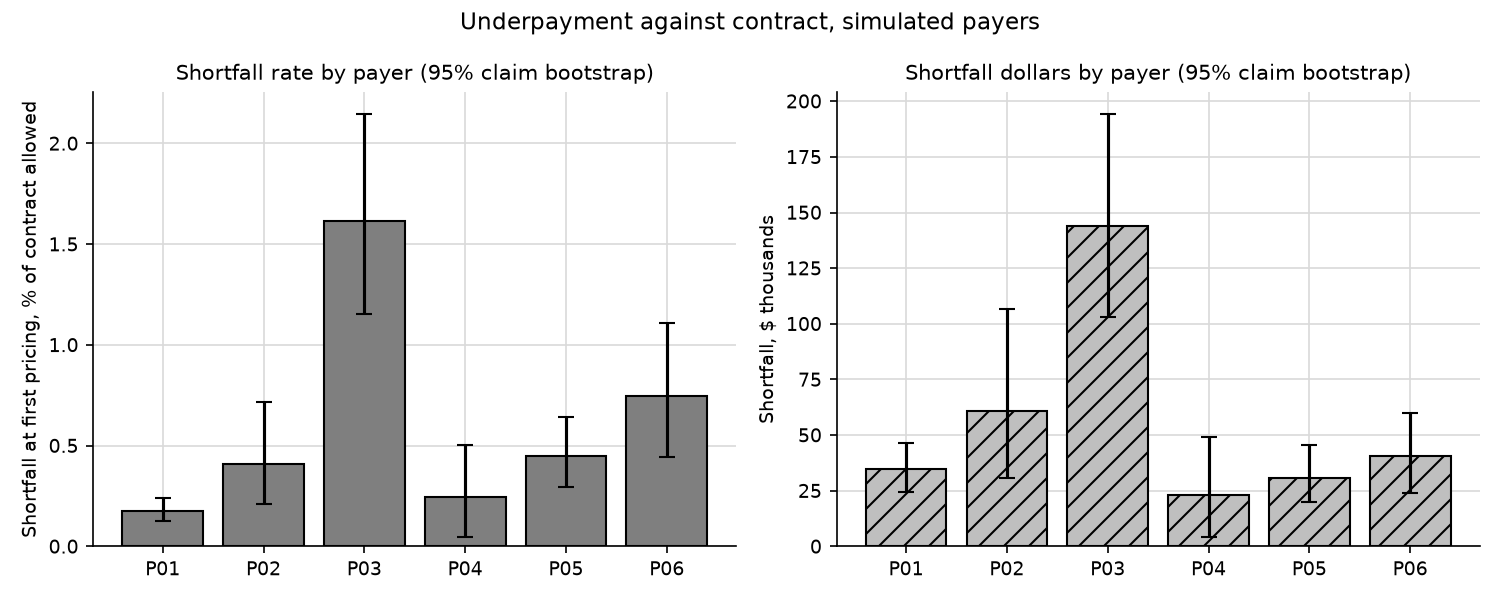 Underpayment against contract, simulated payers
Shortfall rate by payer (95% claim bootstrap)
Shortfall at first pricing, % of contract allowed
2.0
1.5
1.0
0.5
0.0
P01 P02 P03 P04 P05 P06
Shortfall dollars by payer (95% claim bootstrap)
Shortfall, $ thousands
200
175
150
125
100
75
50
25
0
P01 P02 P03 P04 P05 P06